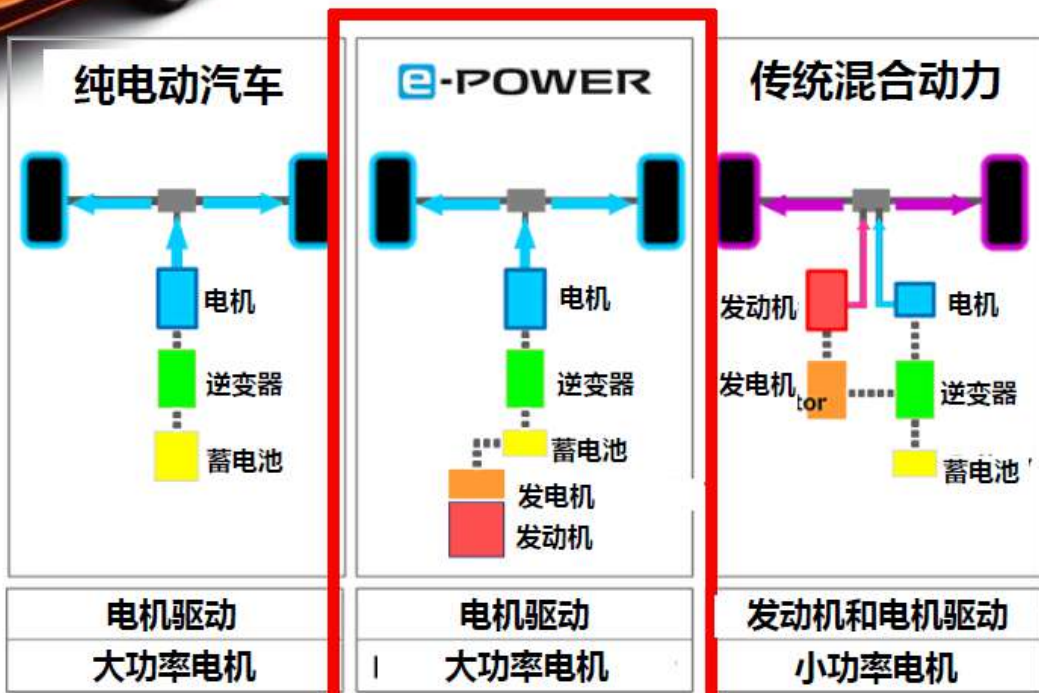 纯电动汽车
电机
逆变器
蓄电池
电机驱动
大功率电机
e-POWER
电机
逆变器
蓄电池
发电机
发动机
电机驱动
大功率电机
传统混合动力
发动机
电机
发电机
tor
逆变器
蓄电池
发动机和电机驱动
小功率电机